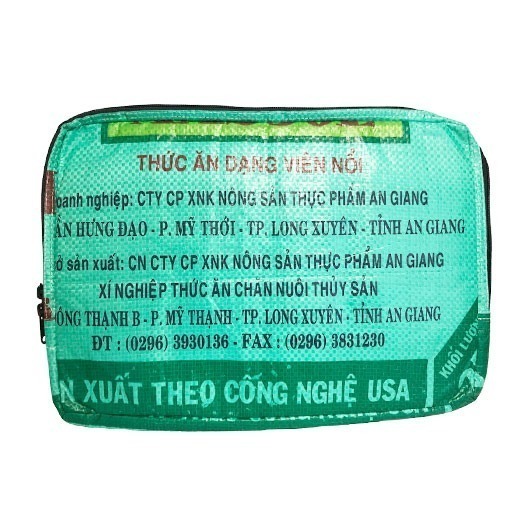 THỨC ĂN DẠNG VIÊN NỔI
oanh nghiệp: CTY CP XNK NÔNG SẢN THỰC PHẨM AN GIANG
ẦN HƯNG ĐẠO - P. MỸ THỚI - TP. LONG XUYÊN - TỈNH AN GIANG
ở sản xuất: CN CTY CP XNK NÔNG SẢN THỰC PHẨM AN GIANG
XÍ NGHIỆP THỨC ĂN CHĂN NUÔI THỦY SẢN
ÔNG THẠNH B - P. MỸ THẠNH - TP. LONG XUYÊN - TỈNH AN GIANG
ĐT : (0296) 3930136 - FAX : (0296) 3831230
KHỐI LƯỢN
N XUẤT THEO CÔNG NGHỆ USA